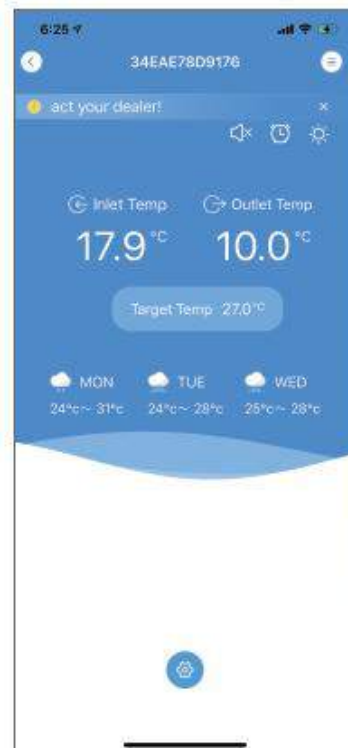 6:25
34EAE78D9176
act your dealer!
Inlet Temp Outlet Temp
17.9°C 10.0°C
Target Temp 27.0°C
MON TUE WED
24°c~ 31°c 24°c~ 28°c 25°c~ 28°c